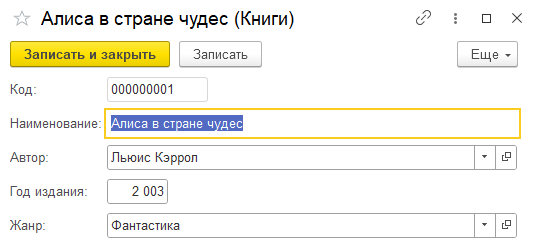 Алиса в стране чудес (Книги)
Записать и закрыть Записать Еще
Код: 000000001
Наименование: Алиса в стране чудес
Автор: Льюис Кэррол
Год издания: 2 003
Жанр: Фантастика